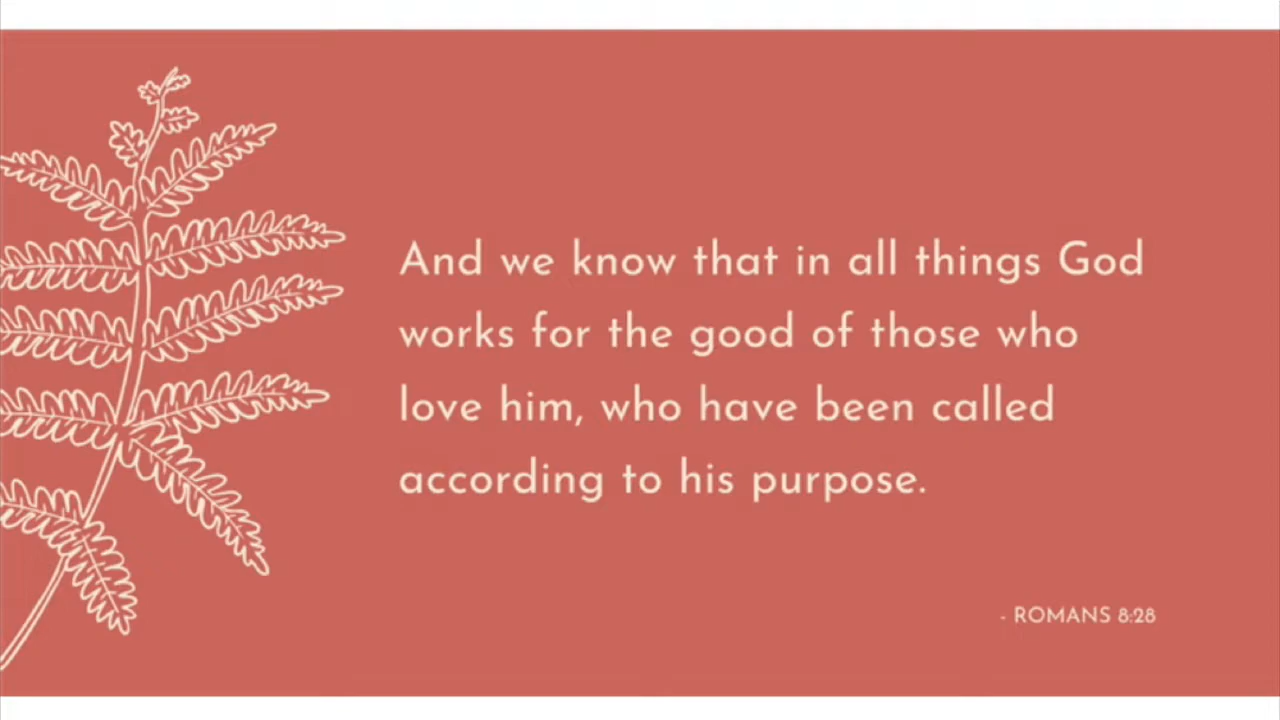 And we know that in all things God
works for the good of those who
love him, who have been called
according to his purpose.
- ROMANS 8:28